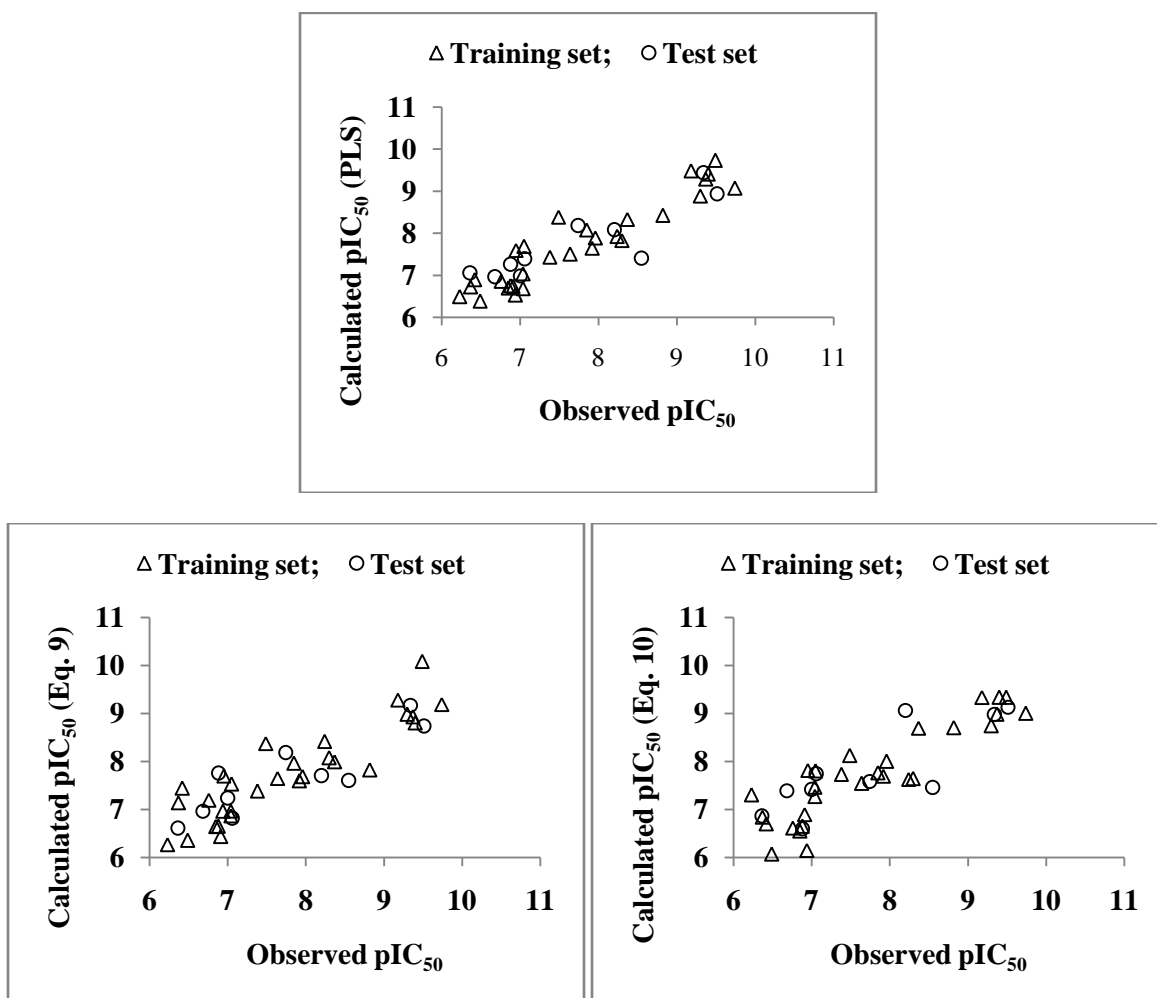 Training set; Test set
Calculated pIC50 (PLS)
11
10
9
8
7
6
6 7 8 9 10 11
Observed pIC50
Training set; Test set
Calculated pIC50 (Eq. 9)
11
10
9
8
7
6
6 7 8 9 10 11
Observed pIC50
Training set; Test set
Calculated pIC50 (Eq. 10)
11
10
9
8
7
6
6 7 8 9 10 11
Observed pIC50